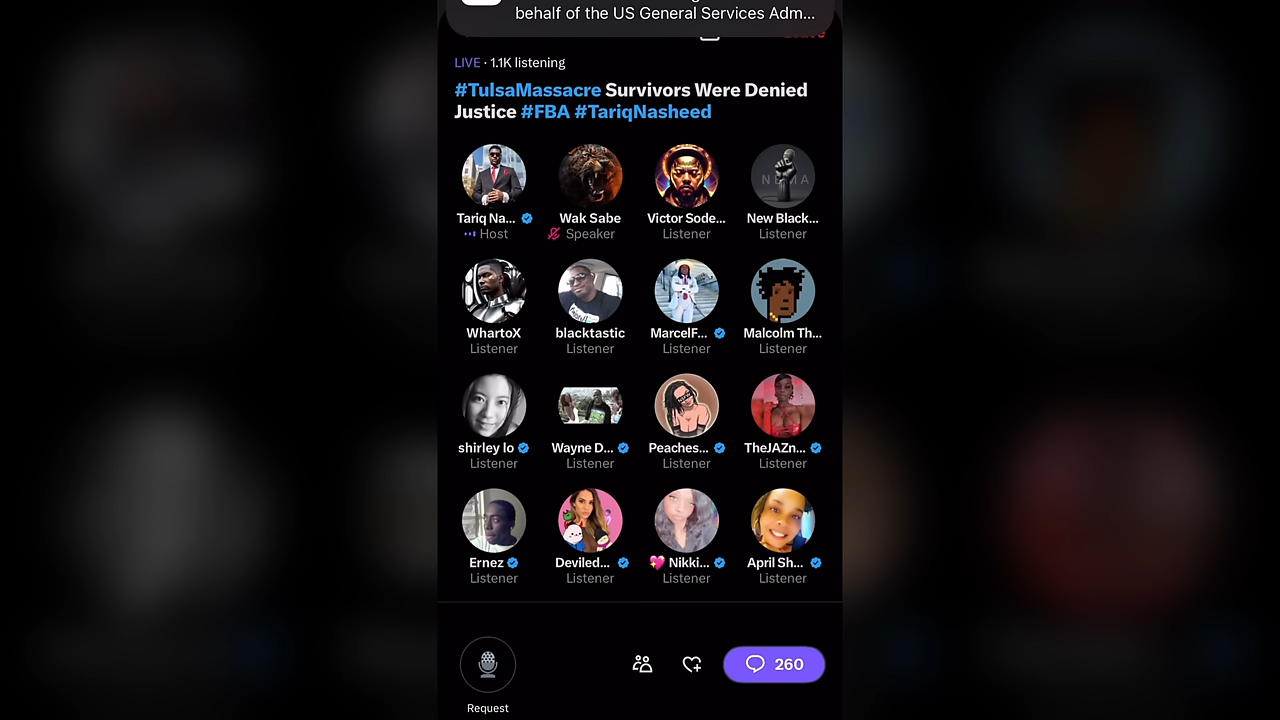 behalf of the US General Services Adm...
LIVE · 1.1K listening
#TulsaMassacre Survivors Were Denied
Justice #FBA #TariqNasheed
NBMA
Tariq Na... Wak Sabe Victor Sode... New Black...
Host Speaker Listener Listener
WhartoX blacktastic MarcelF... Malcolm Th...
Listener Listener Listener Listener
shirley lo Wayne D... Peaches... TheJAZn...
Listener Listener Listener Listener
Ernez Deviled... 💖 Nikki... April Sh...
Listener Listener Listener Listener
260
Request